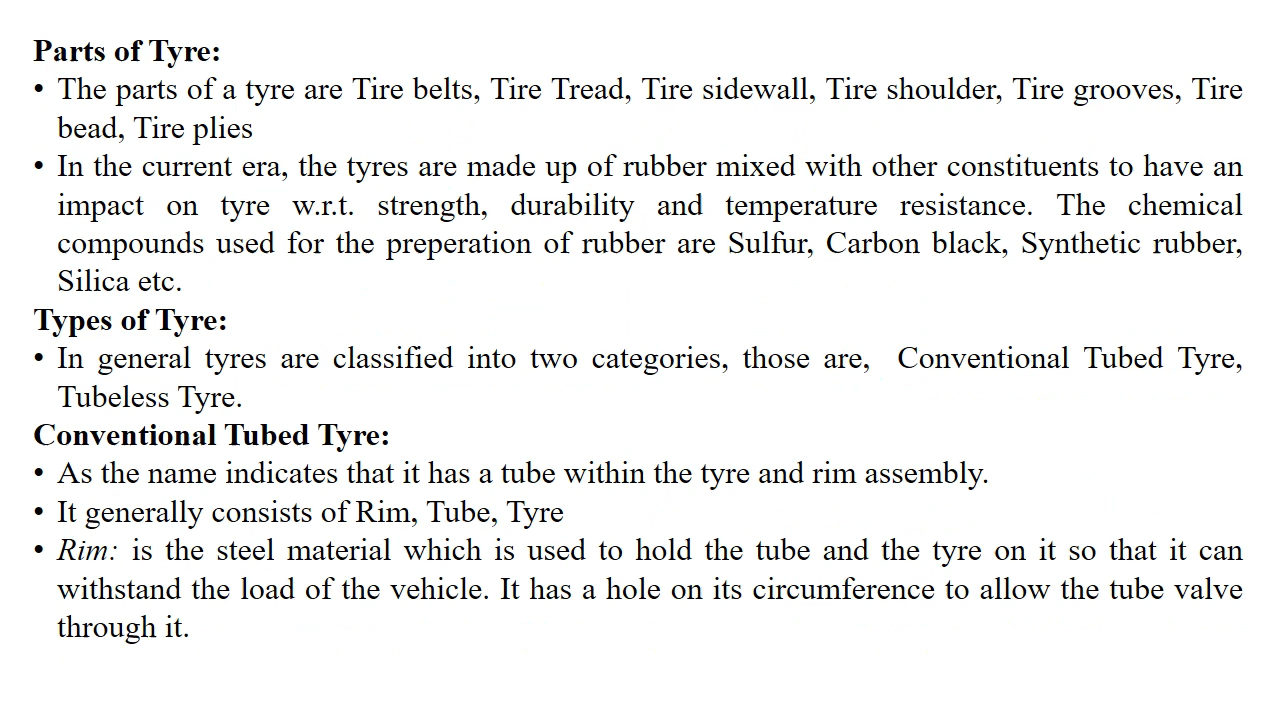 Parts of Tyre:
• The parts of a tyre are Tire belts, Tire Tread, Tire sidewall, Tire shoulder, Tire grooves, Tire
bead, Tire plies
• In the current era, the tyres are made up of rubber mixed with other constituents to have an
impact on tyre w.r.t. strength, durability and temperature resistance. The chemical
compounds used for the preperation of rubber are Sulfur, Carbon black, Synthetic rubber,
Silica etc.
Types of Tyre:
• In general tyres are classified into two categories, those are, Conventional Tubed Tyre,
Tubeless Tyre.
Conventional Tubed Tyre:
• As the name indicates that it has a tube within the tyre and rim assembly.
• It generally consists of Rim, Tube, Tyre
• Rim: is the steel material which is used to hold the tube and the tyre on it so that it can
withstand the load of the vehicle. It has a hole on its circumference to allow the tube valve
through it.